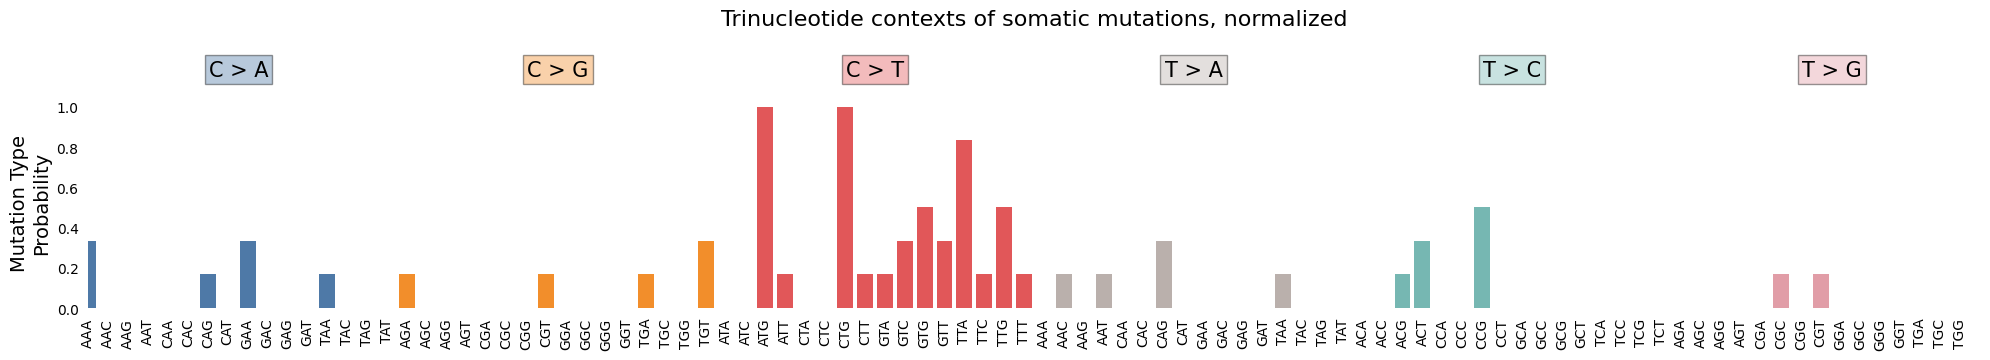 Trinucleotide contexts of somatic mutations, normalized
C > A C > G C > T T > A T > C T > G
Mutation Type
Probability
1.0
0.8
0.6
0.4
0.2
0.0
AAA AAC AAG AAT CAA CAC CAG CAT GAA GAC GAG GAT TAA TAC TAG TAT AGA AGC AGG AGT CGA CGC CGG CGT GGA GGC GGG GGT TGA TGC TGG TGT ATA ATC ATG ATT CTA CTC CTG CTT GTA GTC GTG GTT TTA TTC TTG TTT AAA AAC AAG AAT CAA CAC CAG CAT GAA GAC GAG GAT TAA TAC TAG TAT ACA ACC ACG ACT CCA CCC CCG CCT GCA GCC GCG GCT TCA TCC TCG TCT AGA AGC AGG AGT CGA CGC CGG CGT GGA GGC GGG GGT TGA TGC TGG